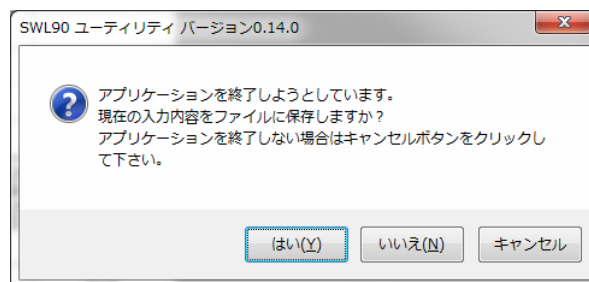 SWL90 ユーティリティ バージョン0.14.0
アプリケーションを終了しようとしています。
現在の入力内容をファイルに保存しますか？
アプリケーションを終了しない場合はキャンセルボタンをクリックし
て下さい。
はい(Y) いいえ(N) キャンセル